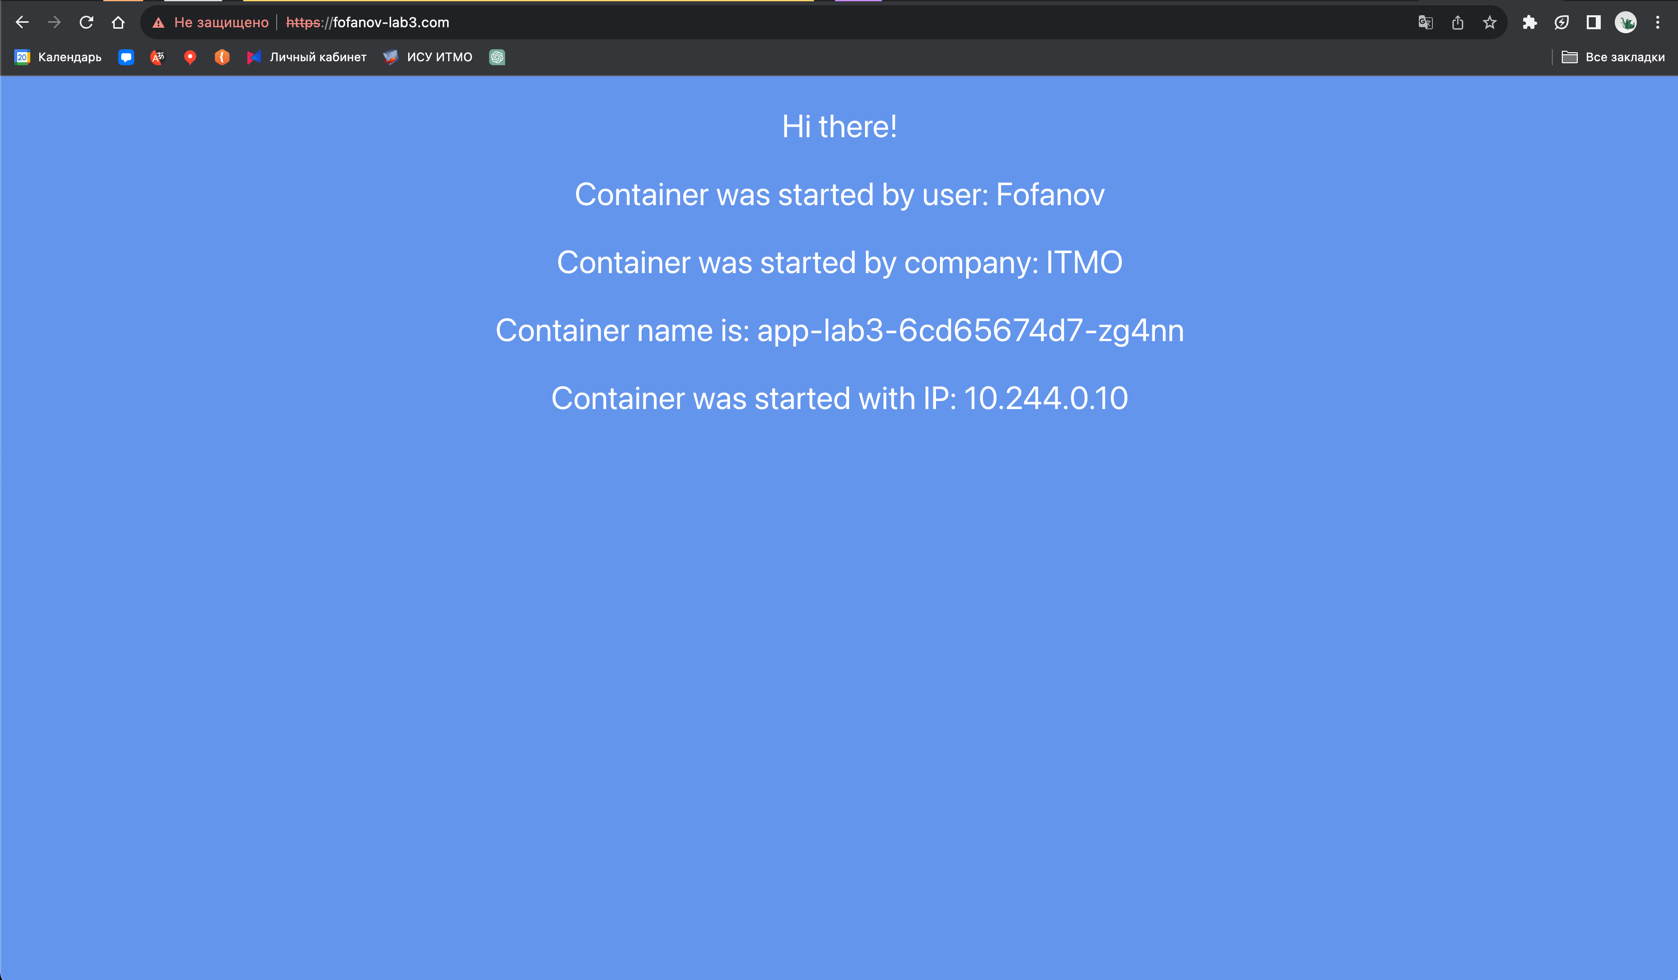 Не защищено https://fofanov-lab3.com
20 Календарь Личный кабинет ИСУ ИТМО Все закладки
Hi there!
Container was started by user: Fofanov
Container was started by company: ITMO
Container name is: app-lab3-6cd65674d7-zg4nn
Container was started with IP: 10.244.0.10